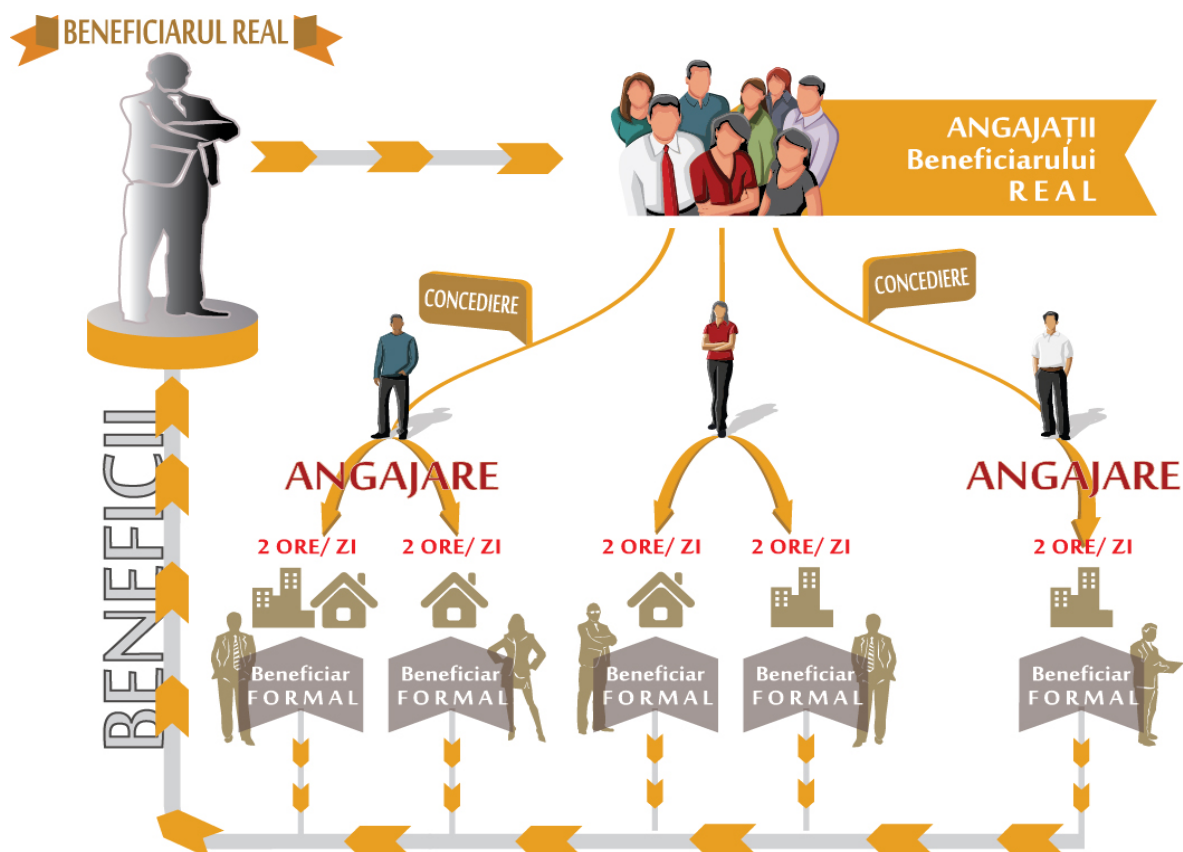 BENEFICIARUL REAL
ANGAJAȚII
Beneficiarului
REAL
CONCEDIERE
CONCEDIERE
BENEFICII
ANGAJARE
ANGAJARE
2 ORE/ ZI
2 ORE/ ZI
2 ORE/ ZI
2 ORE/ ZI
2 ORE/ ZI
Beneficiar
FORMAL
Beneficiar
FORMAL
Beneficiar
FORMAL
Beneficiar
FORMAL
Beneficiar
FORMAL